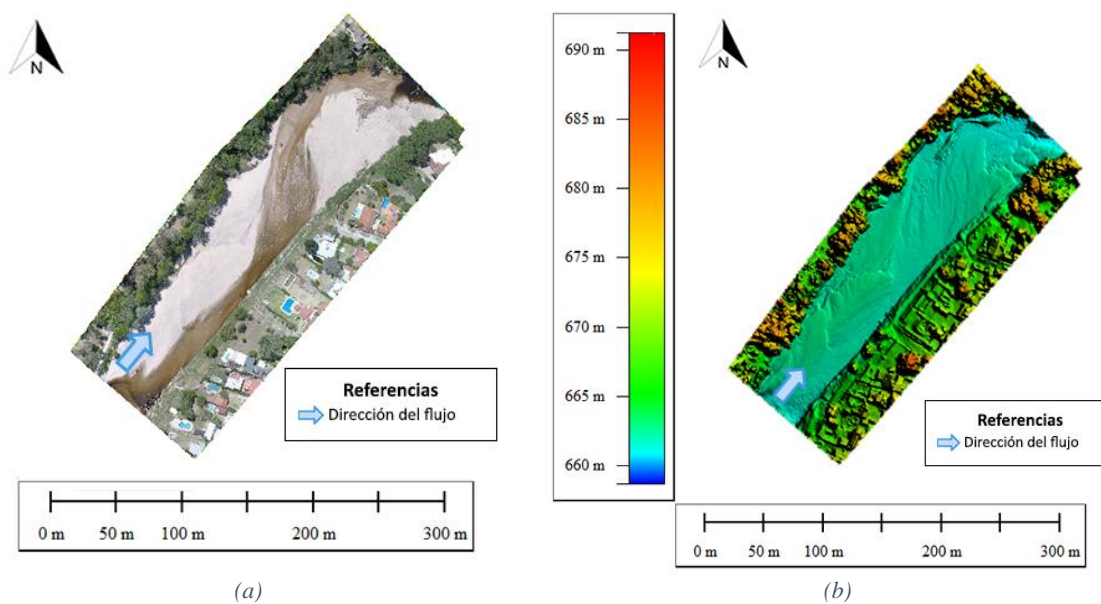 N
Referencias
Dirección del flujo
0 m 50 m 100 m 200 m 300 m
(a)
690 m
685 m
680 m
675 m
670 m
665 m
660 m
N
Referencias
Dirección del flujo
0 m 50 m 100 m 200 m 300 m
(b)